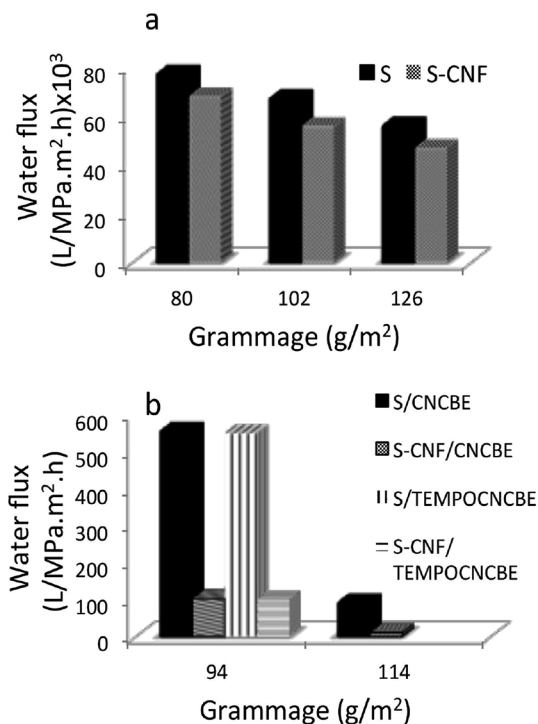 a
Water flux
(L/MPa.m².h)x10³
80
60
40
20
0
S
S-CNF
80
102
126
Grammage (g/m²)
b
Water flux
(L/MPa.m².h)
600
500
400
300
200
100
0
S/CNCBE
S-CNF/CNCBE
S/TEMPOCNCBE
S-CNF/
TEMPOCNCBE
94
114
Grammage (g/m²)